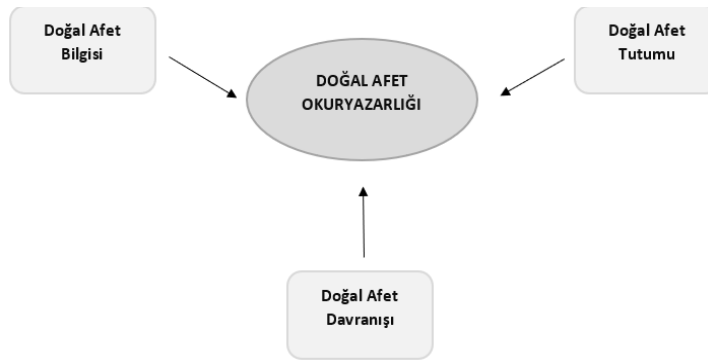 Doğal Afet
Bilgisi
DOĞAL AFET
OKURYAZARLIĞI
Doğal Afet
Tutumu
Doğal Afet
Davranışı